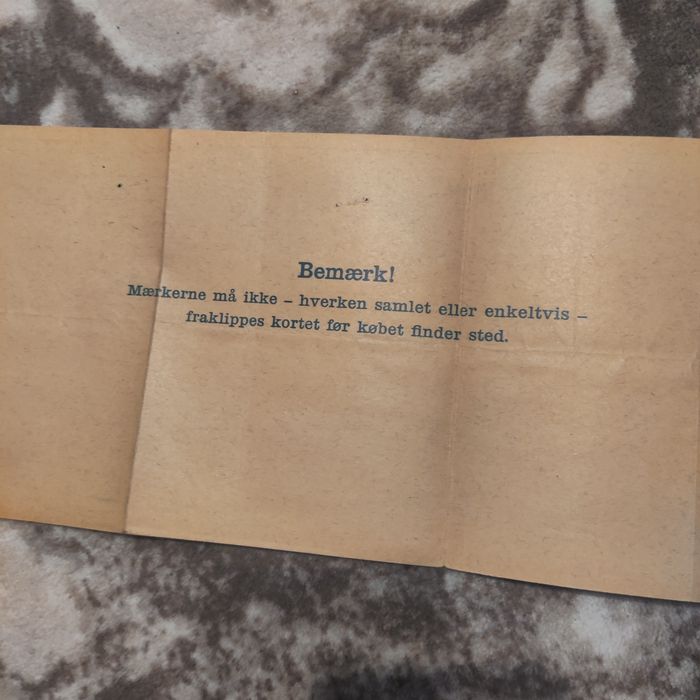 Bemærk!
Mærkerne må ikke – hverken samlet eller enkeltvis –
fraklippes kortet før købet finder sted.